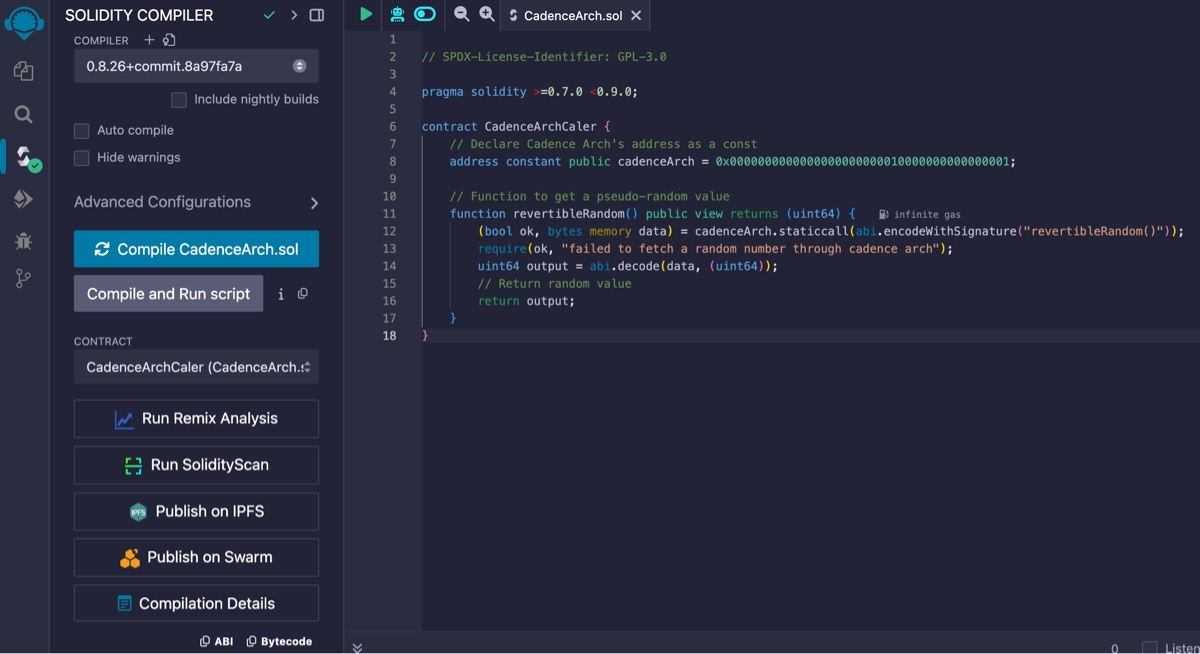 SOLIDITY COMPILER
COMPILER
0.8.26+commit.8a97fa7a
Include nightly builds
Auto compile
Hide warnings
Advanced Configurations
Compile CadenceArch.sol
Compile and Run script
i
CONTRACT
CadenceArchCaler (CadenceArch.s
Run Remix Analysis
Run SolidityScan
IPFS
Publish on IPFS
Publish on Swarm
Compilation Details
ABI
Bytecode
CadenceArch.sol
1
2 // SPDX-License-Identifier: GPL-3.0
3
4 pragma solidity >=0.7.0 <0.9.0;
5
6 contract CadenceArchCaler {
7 // Declare Cadence Arch's address as a const
8 address constant public cadenceArch = 0x0000000000000000000000010000000000000001;
9
10 // Function to get a pseudo-random value
11 function revertibleRandom() public view returns (uint64) { infinite gas
12 (bool ok, bytes memory data) = cadenceArch.staticcall(abi.encodeWithSignature("revertibleRandom()"));
13 require(ok, "failed to fetch a random number through cadence arch");
14 uint64 output = abi.decode(data, (uint64));
15 // Return random value
16 return output;
17 }
18 }
0
Listen